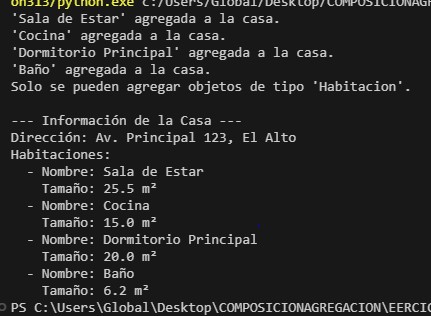 on313/python.exe c:/Users/Global/Desktop/COMPOSICIONAGRE
'Sala de Estar' agregada a la casa.
'Cocina' agregada a la casa.
'Dormitorio Principal' agregada a la casa.
'Baño' agregada a la casa.
Solo se pueden agregar objetos de tipo 'Habitacion'.
--- Información de la Casa ---
Dirección: Av. Principal 123, El Alto
Habitaciones:
- Nombre: Sala de Estar
Tamaño: 25.5 m²
- Nombre: Cocina
Tamaño: 15.0 m²
- Nombre: Dormitorio Principal
Tamaño: 20.0 m²
- Nombre: Baño
Tamaño: 6.2 m²
PS C:\Users\Global\Desktop\COMPOSICIONAGREGACION\EERCIC